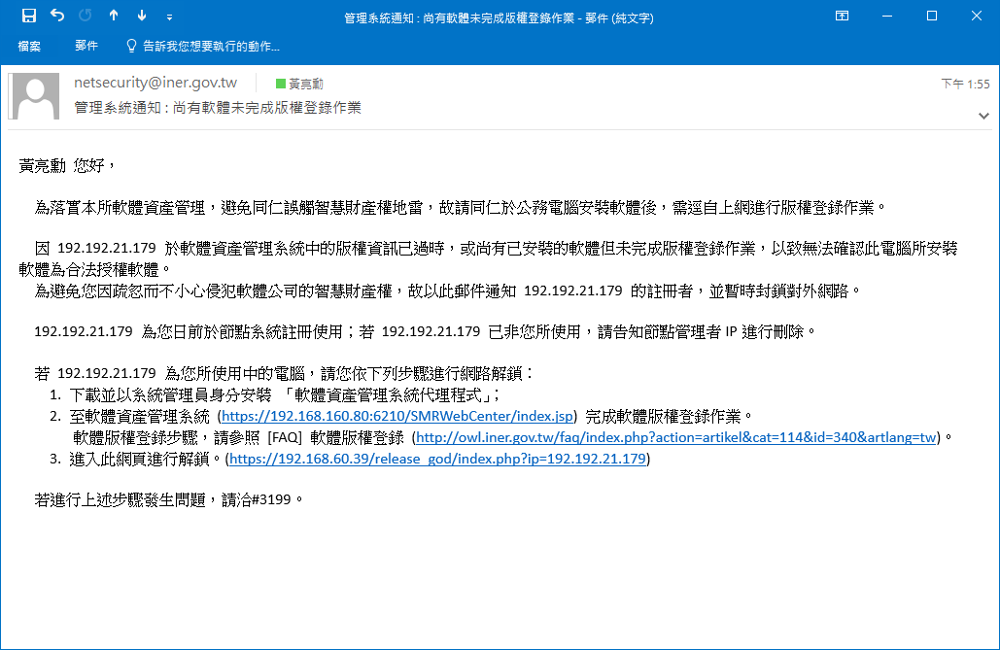 管理系統通知 : 尚有軟體未完成版權登錄作業 - 郵件 (純文字)
檔案 郵件 告訴我您想要執行的動作...
netsecurity@iner.gov.tw 黃亮勳 下午 1:55
管理系統通知 : 尚有軟體未完成版權登錄作業
黃亮勳 您好，
為落實本所軟體資產管理，避免同仁誤觸智慧財產權地雷，故請同仁於公務電腦安裝軟體後，需逕自上網進行版權登錄作業。
因 192.192.21.179 於軟體資產管理系統中的版權資訊已過時，或尚有已安裝的軟體但未完成版權登錄作業，以致無法確認此電腦所安裝
軟體為合法授權軟體。
為避免您因疏忽而不小心侵犯軟體公司的智慧財產權，故以此郵件通知 192.192.21.179 的註冊者，並暫時封鎖對外網路。
192.192.21.179 為您日前於節點系統註冊使用；若 192.192.21.179 已非您所使用，請告知節點管理者 IP 進行刪除。
若 192.192.21.179 為您所使用中的電腦，請您依下列步驟進行網路解鎖：
1. 下載並以系統管理員身分安裝 「軟體資產管理系統代理程式」；
2. 至軟體資產管理系統 (https://192.168.160.80:6210/SMRWebCenter/index.jsp) 完成軟體版權登錄作業。
軟體版權登錄步驟，請參照 [FAQ] 軟體版權登錄 (http://owl.iner.gov.tw/faq/index.php?action=artikel&cat=114&id=340&artlang=tw)。
3. 進入此網頁進行解鎖。(https://192.168.60.39/release_god/index.php?ip=192.192.21.179)
若進行上述步驟發生問題，請洽#3199。